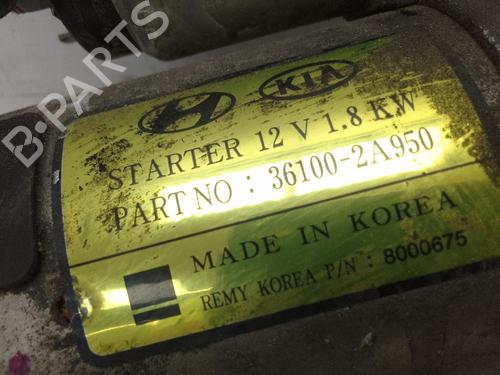 KIA
STARTER 12 V 1.8 KW
PART NO : 36100-2A950
MADE IN KOREA
REMY KOREA P/N : 8000675
B-PARTS